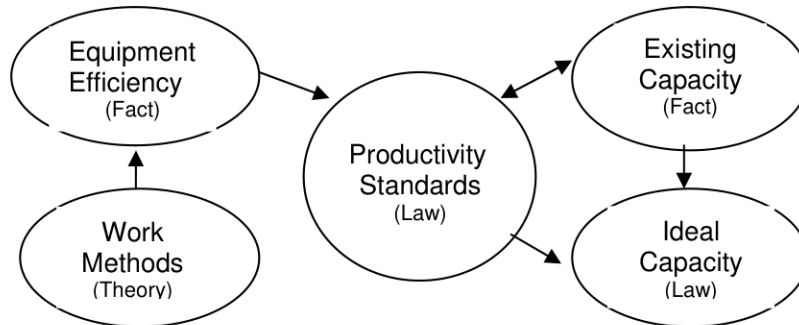 Equipment
Efficiency
(Fact)
Existing
Capacity
(Fact)
Productivity
Standards
(Law)
Work
Methods
(Theory)
Ideal
Capacity
(Law)